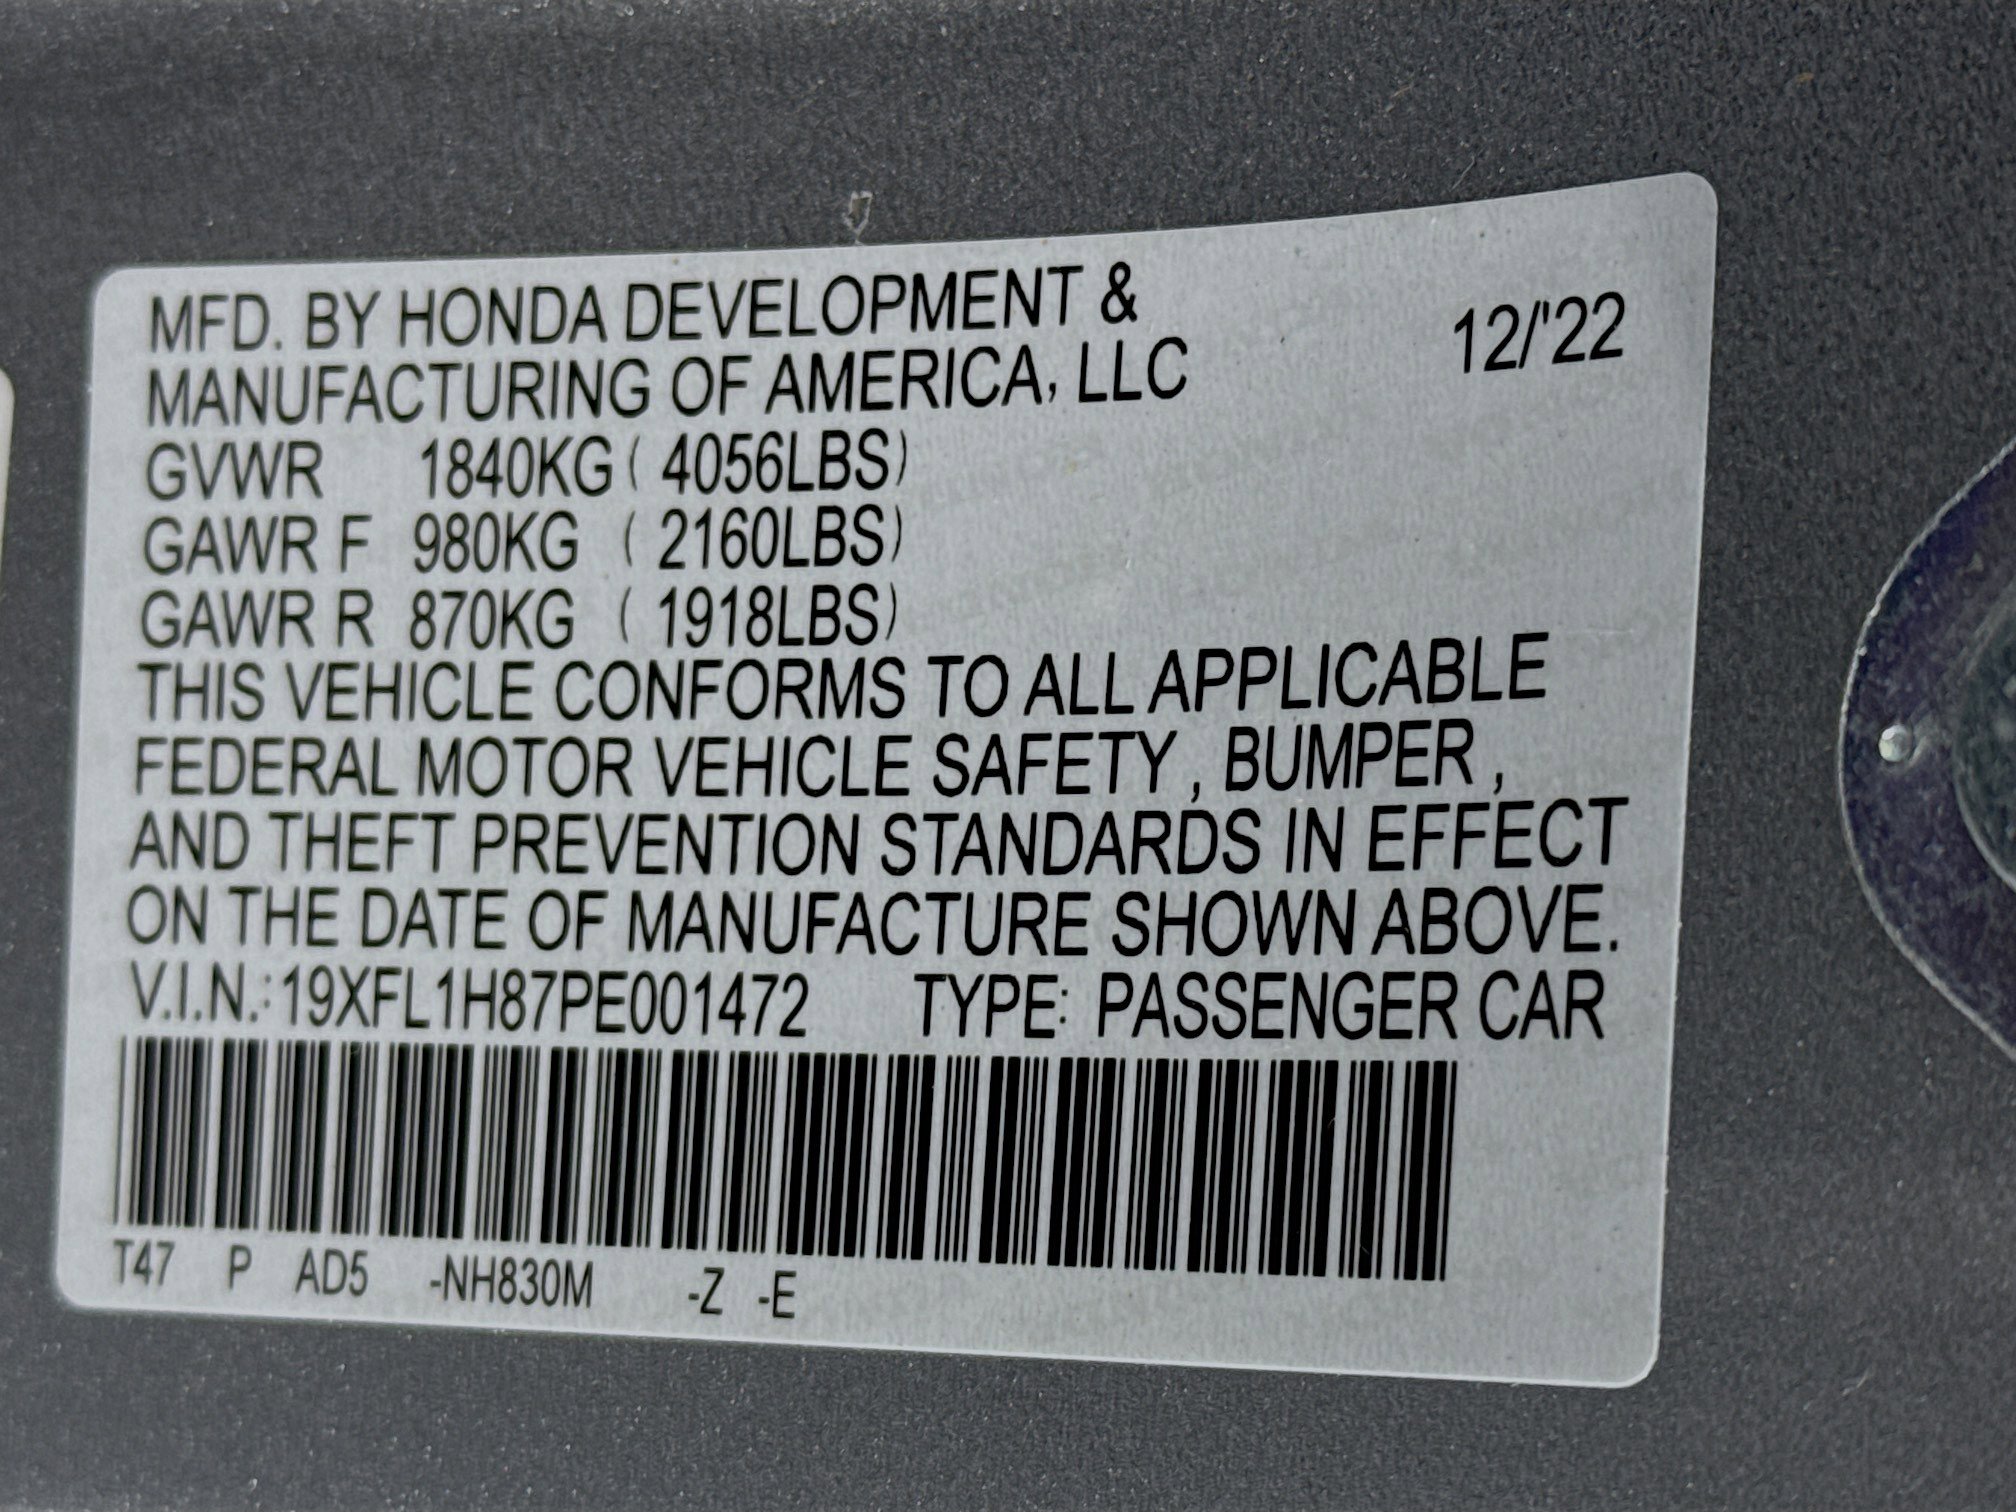 MFD. BY HONDA DEVELOPMENT & 12/'22
MANUFACTURING OF AMERICA, LLC
GVWR 1840KG ( 4056LBS)
GAWR F 980KG ( 2160LBS)
GAWR R 870KG ( 1918LBS)
THIS VEHICLE CONFORMS TO ALL APPLICABLE
FEDERAL MOTOR VEHICLE SAFETY , BUMPER ,
AND THEFT PREVENTION STANDARDS IN EFFECT
ON THE DATE OF MANUFACTURE SHOWN ABOVE.
V.I.N.: 19XFL1H87PE001472 TYPE: PASSENGER CAR
T47 P AD5 -NH830M -Z -E